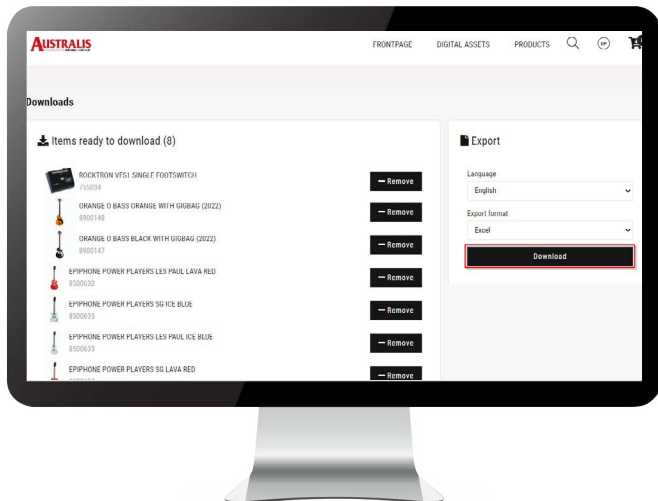 AUSTRALIS
FRONTPAGE DIGITAL ASSETS PRODUCTS DP
Downloads
Items ready to download (8)
ROCKTRON VFS1 SINGLE FOOTSWITCH
755034
Remove
ORANGE O BASS ORANGE WITH GIGBAG (2022)
8900148
Remove
ORANGE O BASS BLACK WITH GIGBAG (2022)
8900147
Remove
EPIPHONE POWER PLAYERS LES PAUL LAVA RED
8500632
Remove
EPIPHONE POWER PLAYERS SG ICE BLUE
8500635
Remove
EPIPHONE POWER PLAYERS LES PAUL ICE BLUE
8500633
Remove
EPIPHONE POWER PLAYERS SG LAVA RED
Remove
Export
Language
English
Export format
Excel
Download